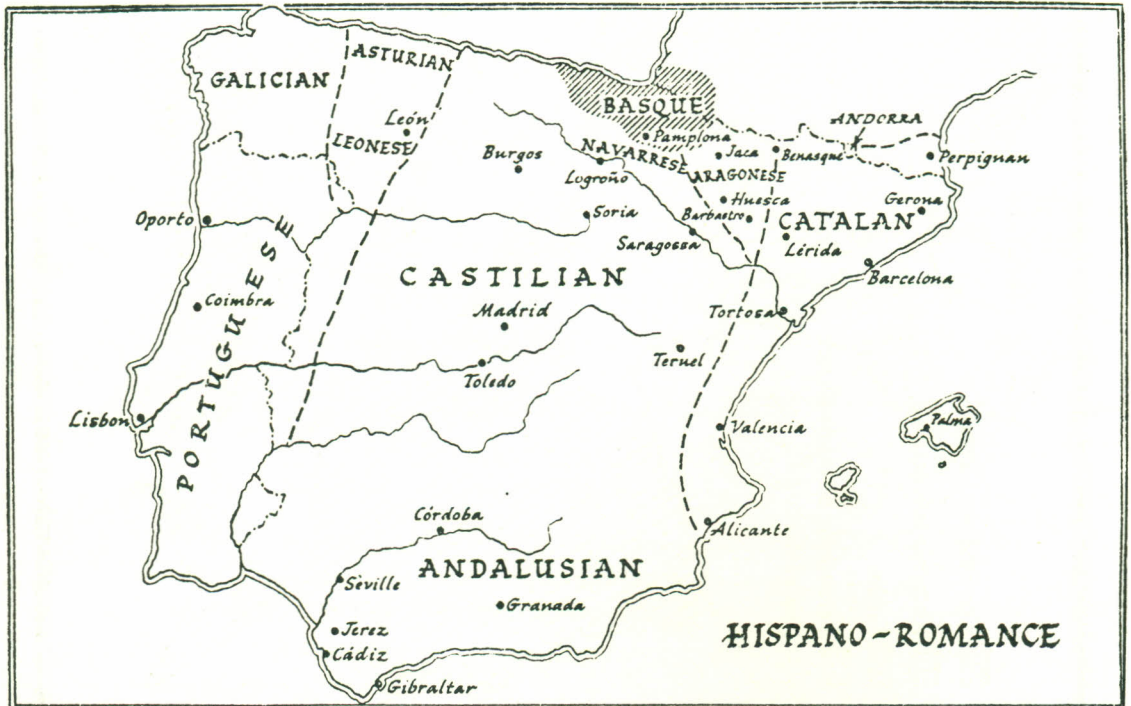 ASTURIAN
GALICIAN
BASQUE
ANDORRA
León
Pamplona
LEONESE
Burgos
NAVARRESE
Jaca
Benasque
Perpignan
Logroño
ARAGONESE
Huesca
Gerona
Oporto
Soria
Barbastro
CATALAN
Saragossa
Lérida
CASTILIAN
Barcelona
Coimbra
Madrid
Tortosa
PORTUGUESE
Teruel
Toledo
Lisbon
Valencia
Palma
Córdoba
Alicante
ANDALUSIAN
Sèville
Granada
Jerez
HISPANO-ROMANCE
Cádiz
Gibraltar